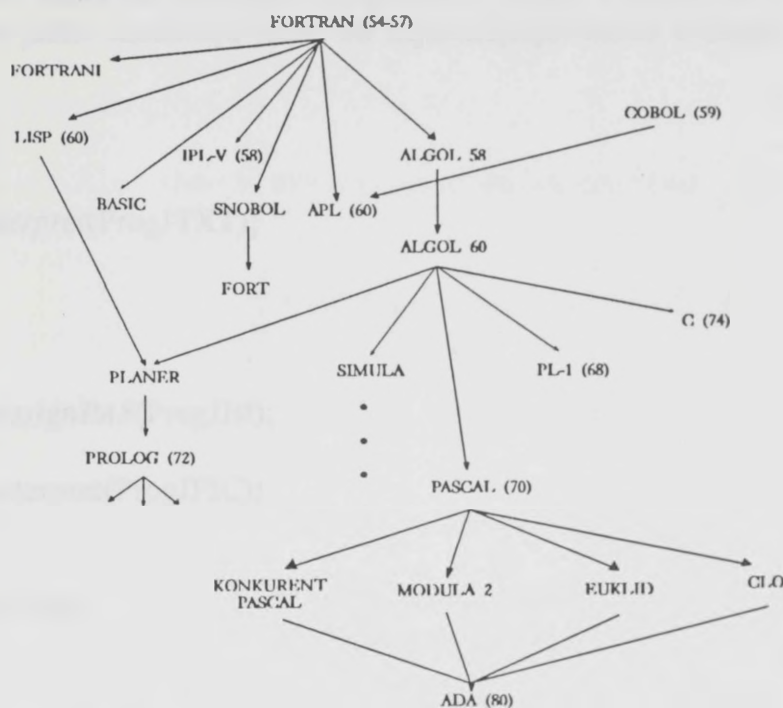 FORTRAN (54-57)
FORTRANI
COBOL (59)
LISP (60)
IPL-V (58)
ALGOL 58
BASIC
SNOBOL
APL (60)
ALGOL 60
FORT
C (74)
PLANER
SIMULA
PL-1 (68)
PROLOG (72)
PASCAL (70)
KONKURENT
PASCAL
MODULA 2
EUKLID
CLO
ADA (80)